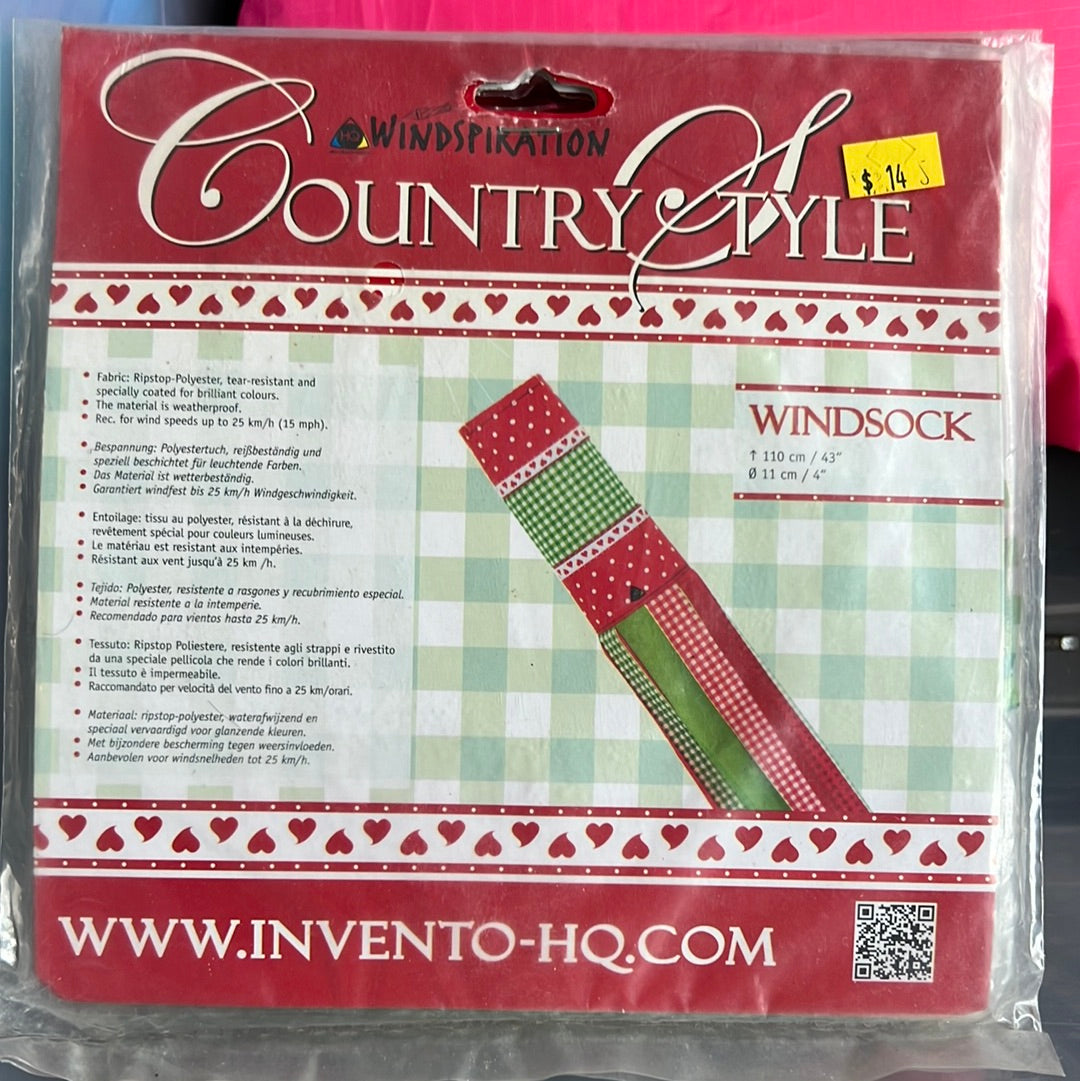 HQ WINDSPIRATION
COUNTRY STYLE
$ 14
Fabric: Ripstop-Polyester, tear-resistant and
specially coated for brilliant colours.
The material is weatherproof.
Rec. for wind speeds up to 25 km/h (15 mph).
Bespannung: Polyestertuch, reißbeständig und
speziell beschichtet für leuchtende Farben.
Das Material ist wetterbeständig.
Garantiert windfest bis 25 km/h Windgeschwindigkeit.
Entoilage: tissu au polyester, résistant à la déchirure,
revêtement spécial pour couleurs lumineuses.
Le matériau est resistant aux intempéries.
Résistant aux vent jusqu'à 25 km /h.
Tejido: Polyester, resistente a rasgones y recubrimiento especial.
Material resistente a la intemperie.
Recomendado para vientos hasta 25 km/h.
Tessuto: Ripstop Poliestere, resistente agli strappi e rivestito
da una speciale pellicola che rende i colori brillanti.
Il tessuto è impermeabile.
Raccomandato per velocità del vento fino a 25 km/orari.
Materiaal: ripstop-polyester, waterafwijzend en
speciaal vervaardigd voor glanzende kleuren.
Met bijzondere bescherming tegen weersinvloeden.
Aanbevolen voor windsnelheden tot 25 km/h.
WINDSOCK
↑ 110 cm / 43"
Ø 11 cm / 4"
WWW.INVENTO-HQ.COM